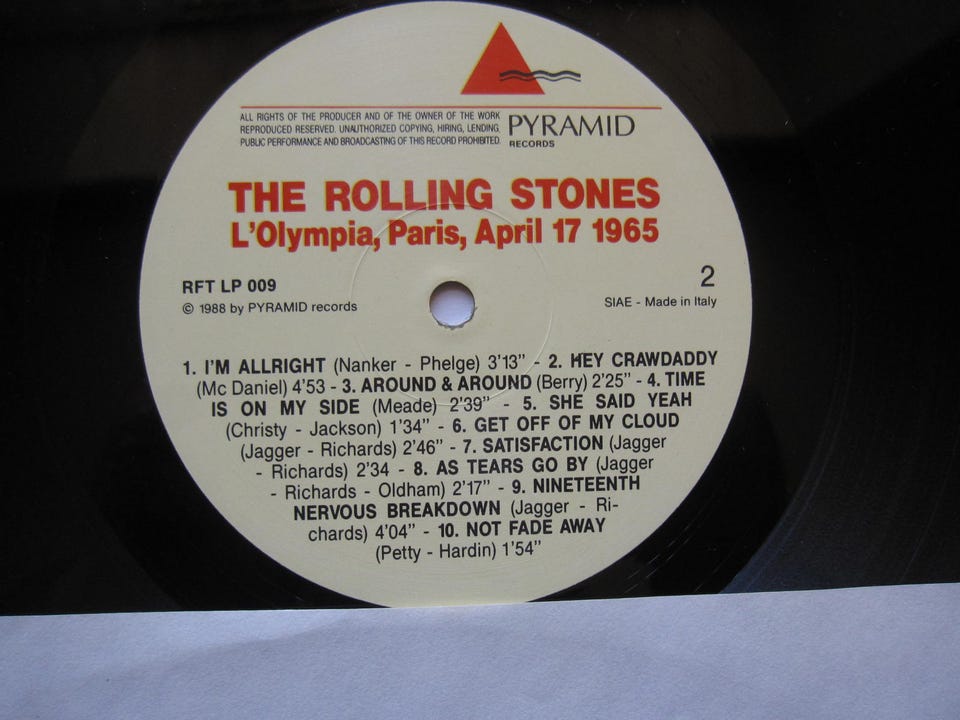 ALL RIGHTS OF THE PRODUCER AND OF THE OWNER OF THE WORK
REPRODUCED RESERVED. UNAUTHORIZED COPYING, HIRING, LENDING,
PUBLIC PERFORMANCE AND BROADCASTING OF THIS RECORD PROHIBITED.
PYRAMID
RECORDS
THE ROLLING STONES
L'Olympia, Paris, April 17 1965
RFT LP 009
© 1988 by PYRAMID records
2
SIAE - Made in Italy
1. I'M ALLRIGHT (Nanker - Phelge) 3'13" - 2. HEY CRAWDADDY
(Mc Daniel) 4'53 - 3. AROUND & AROUND (Berry) 2'25" - 4. TIME
IS ON MY SIDE (Meade) 2'39" - 5. SHE SAID YEAH
(Christy - Jackson) 1'34" - 6. GET OFF OF MY CLOUD
(Jagger - Richards) 2'46" - 7. SATISFACTION (Jagger
- Richards) 2'34 - 8. AS TEARS GO BY (Jagger
- Richards - Oldham) 2'17" - 9. NINETEENTH
NERVOUS BREAKDOWN (Jagger - Ri-
chards) 4'04" - 10. NOT FADE AWAY
(Petty - Hardin) 1'54"